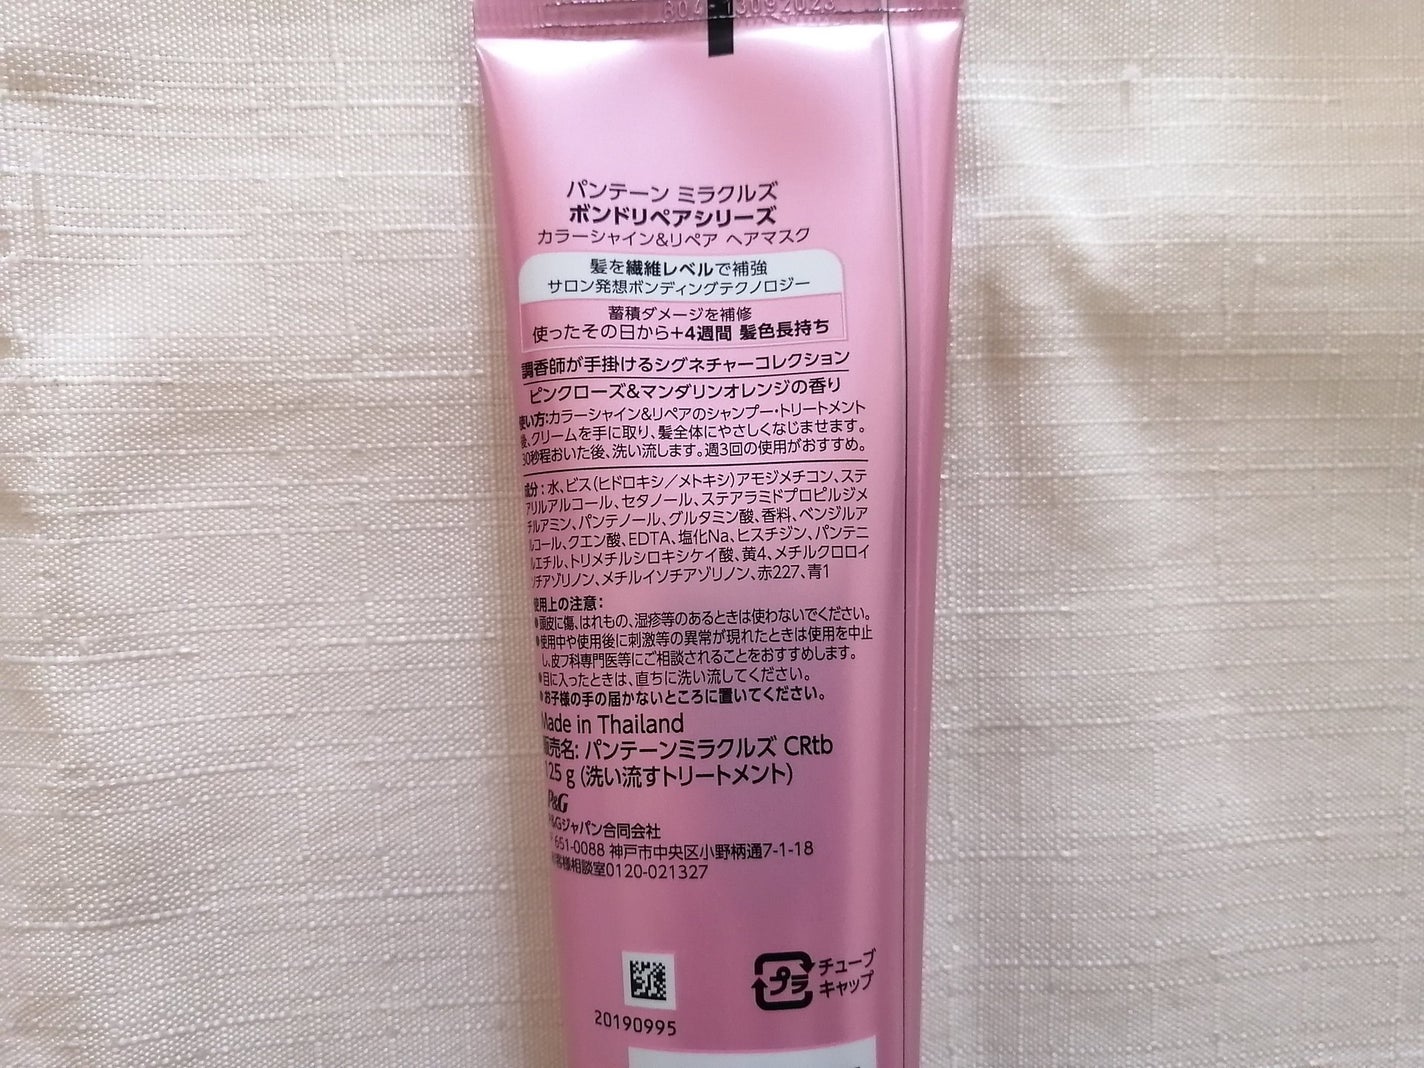 パンテーン ミラクルズ
ボンドリペアシリーズ
カラーシャイン&リペア ヘアマスク
髪を繊維レベルで補強
サロン発想ボンディングテクノロジー
蓄積ダメージを補修
使ったその日から+4週間 髪色長持ち
調香師が手掛けるシグネチャーコレクション
ピンクローズ&マンダリンオレンジの香り
使い方:カラーシャイン&リペアのシャンプー・トリートメント
後、クリームを手に取り、髪全体にやさしくなじませます。
30秒程おいた後、洗い流します。週3回の使用がおすすめ。
成分:水、ビス(ヒドロキシ/メトキシ)アモジメチコン、ステ
アリルアルコール、セタノール、ステアラミドプロピルジメ
チルアミン、パンテノール、グルタミン酸、香料、ベンジルア
ルコール、クエン酸、EDTA、塩化Na、ヒスチジン、パンテニ
ルエチル、トリメチルシロキシケイ酸、黄4、メチルクロロイ
ソチアゾリノン、メチルイソチアゾリノン、赤227、青1
使用上の注意:
●頭皮に傷、はれもの、湿疹等のあるときは使わないでください。
●使用中や使用後に刺激等の異常が現れたときは使用を中止
し、皮フ科専門医等にご相談されることをおすすめします。
●目に入ったときは、直ちに洗い流してください。
●お子様の手の届かないところに置いてください。
Made in Thailand
販売名: パンテーンミラクルズ CRtb
125 g (洗い流すトリートメント)
P&G
P&Gジャパン合同会社
〒651-0088 神戸市中央区小野柄通7-1-18
お客様相談室0120-021327
プラ
チューブ
キャップ
20190995